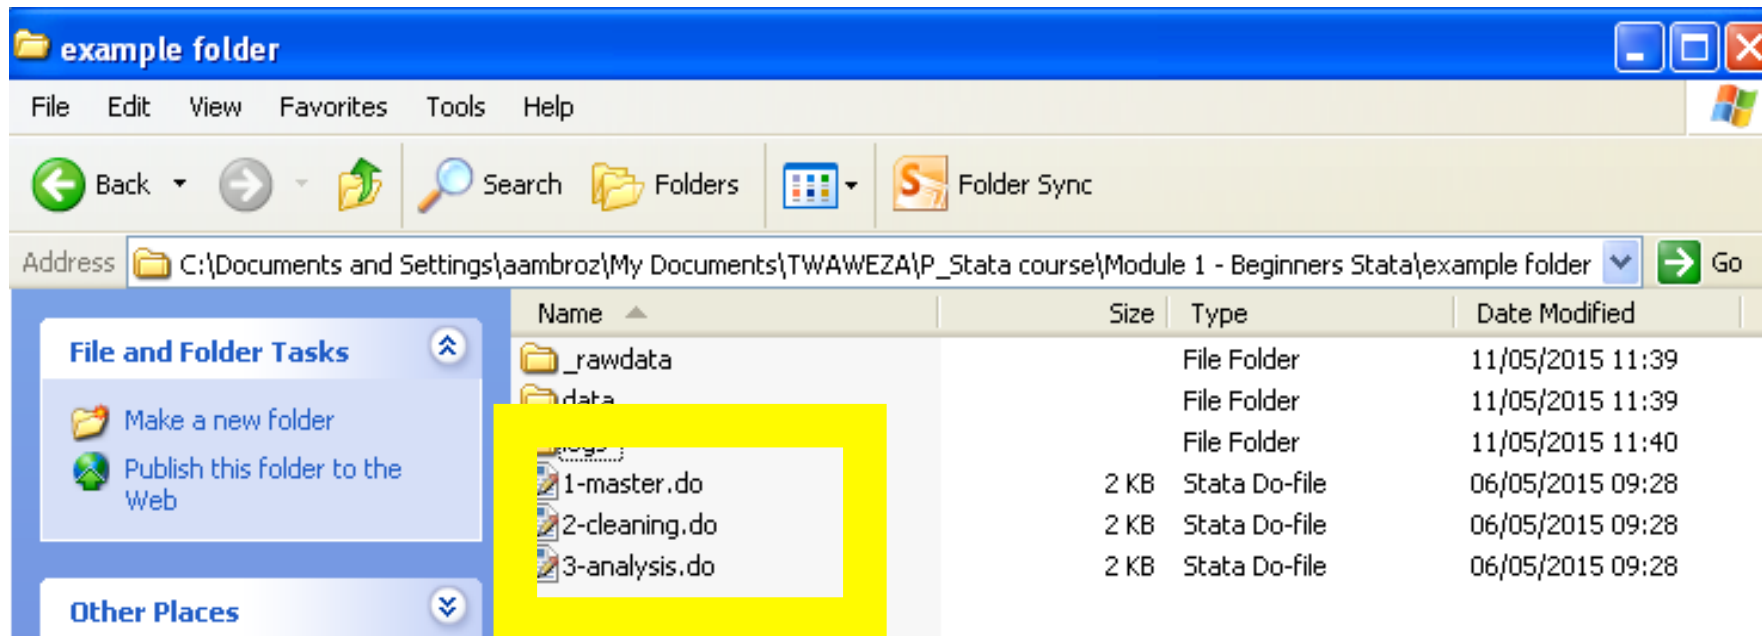 example folder
File Edit View Favorites Tools Help
Back Search Folders Folder Sync
Address C:\Documents and Settings\aambroz\My Documents\TWAWEZA\P_Stata course\Module 1 - Beginners Stata\example folder Go
Name Size Type Date Modified
File and Folder Tasks
Make a new folder
Publish this folder to the
Web
Other Places
_rawdata File Folder 11/05/2015 11:39
data File Folder 11/05/2015 11:39
File Folder 11/05/2015 11:40
1-master.do 2 KB Stata Do-file 06/05/2015 09:28
2-cleaning.do 2 KB Stata Do-file 06/05/2015 09:28
3-analysis.do 2 KB Stata Do-file 06/05/2015 09:28